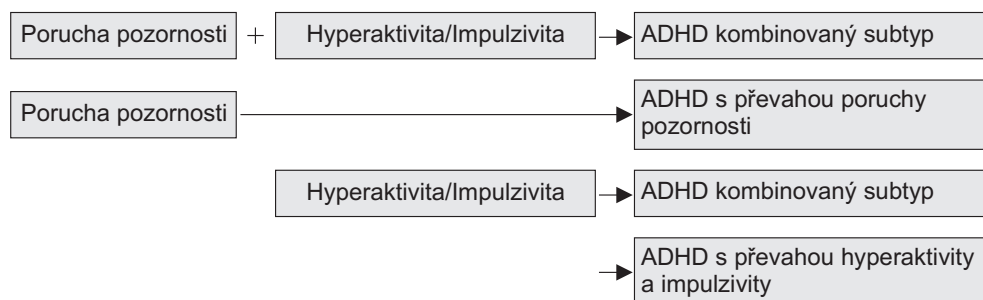 Porucha pozornosti + Hyperaktivita/Impulzivita ADHD kombinovaný subtyp
Porucha pozornosti ADHD s převahou poruchy
pozornosti
Hyperaktivita/Impulzivita ADHD kombinovaný subtyp
ADHD s převahou hyperaktivity
a impulzivity